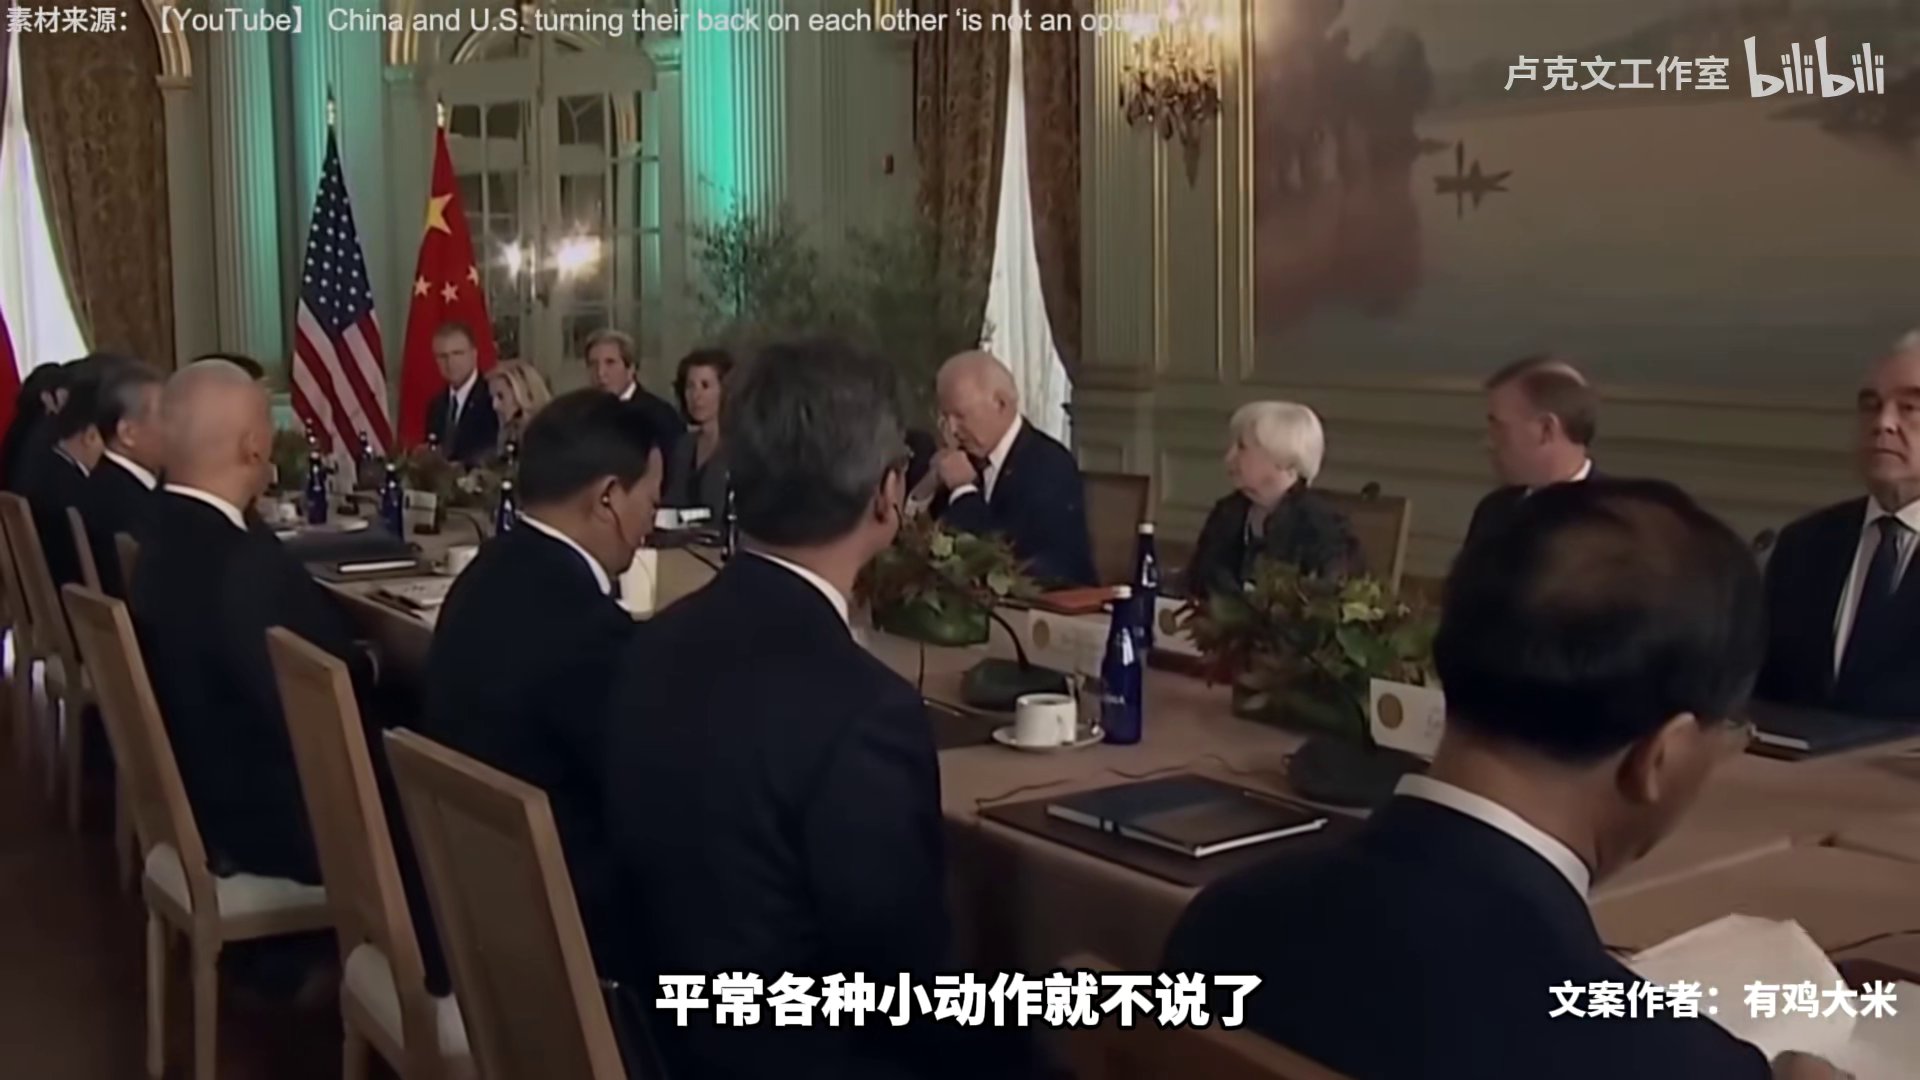 素材来源：【YouTube】 China and U.S. turning their back on each other ‘is not an opt
卢克文工作室 bilibili
平常各种小动作就不说了
文案作者：有鸡大米